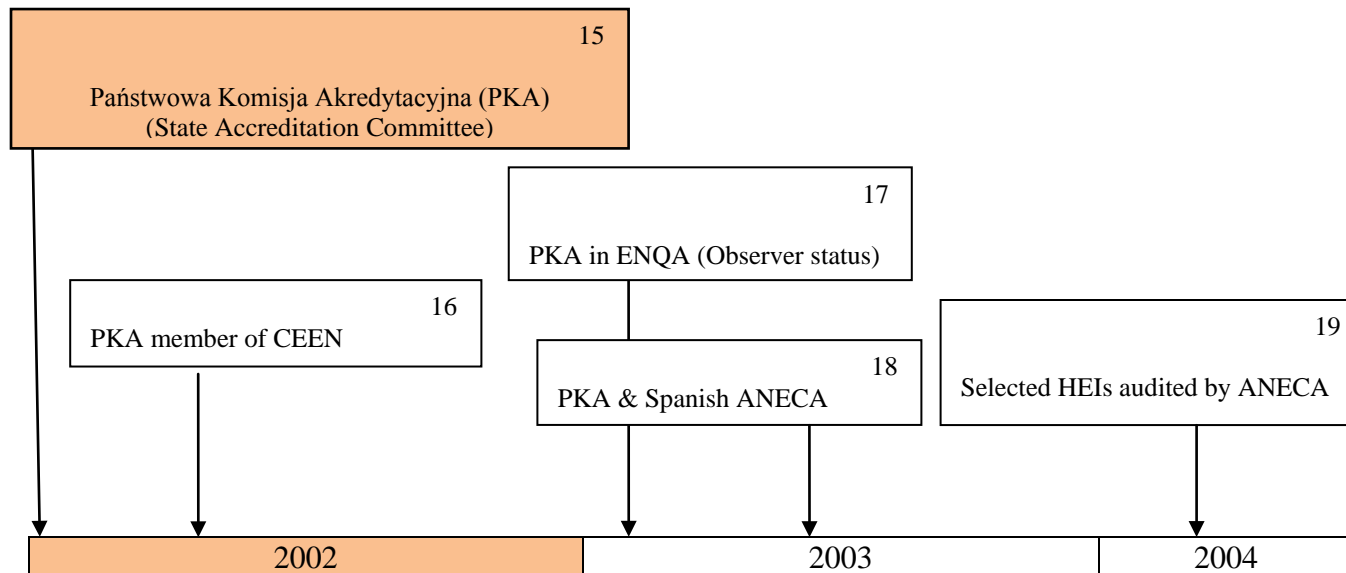 15
Państwowa Komisja Akredytacyjna (PKA)
(State Accreditation Committee)
17
PKA in ENQA (Observer status)
16
PKA member of CEEN
18
PKA & Spanish ANECA
19
Selected HEIs audited by ANECA
2002
2003
2004